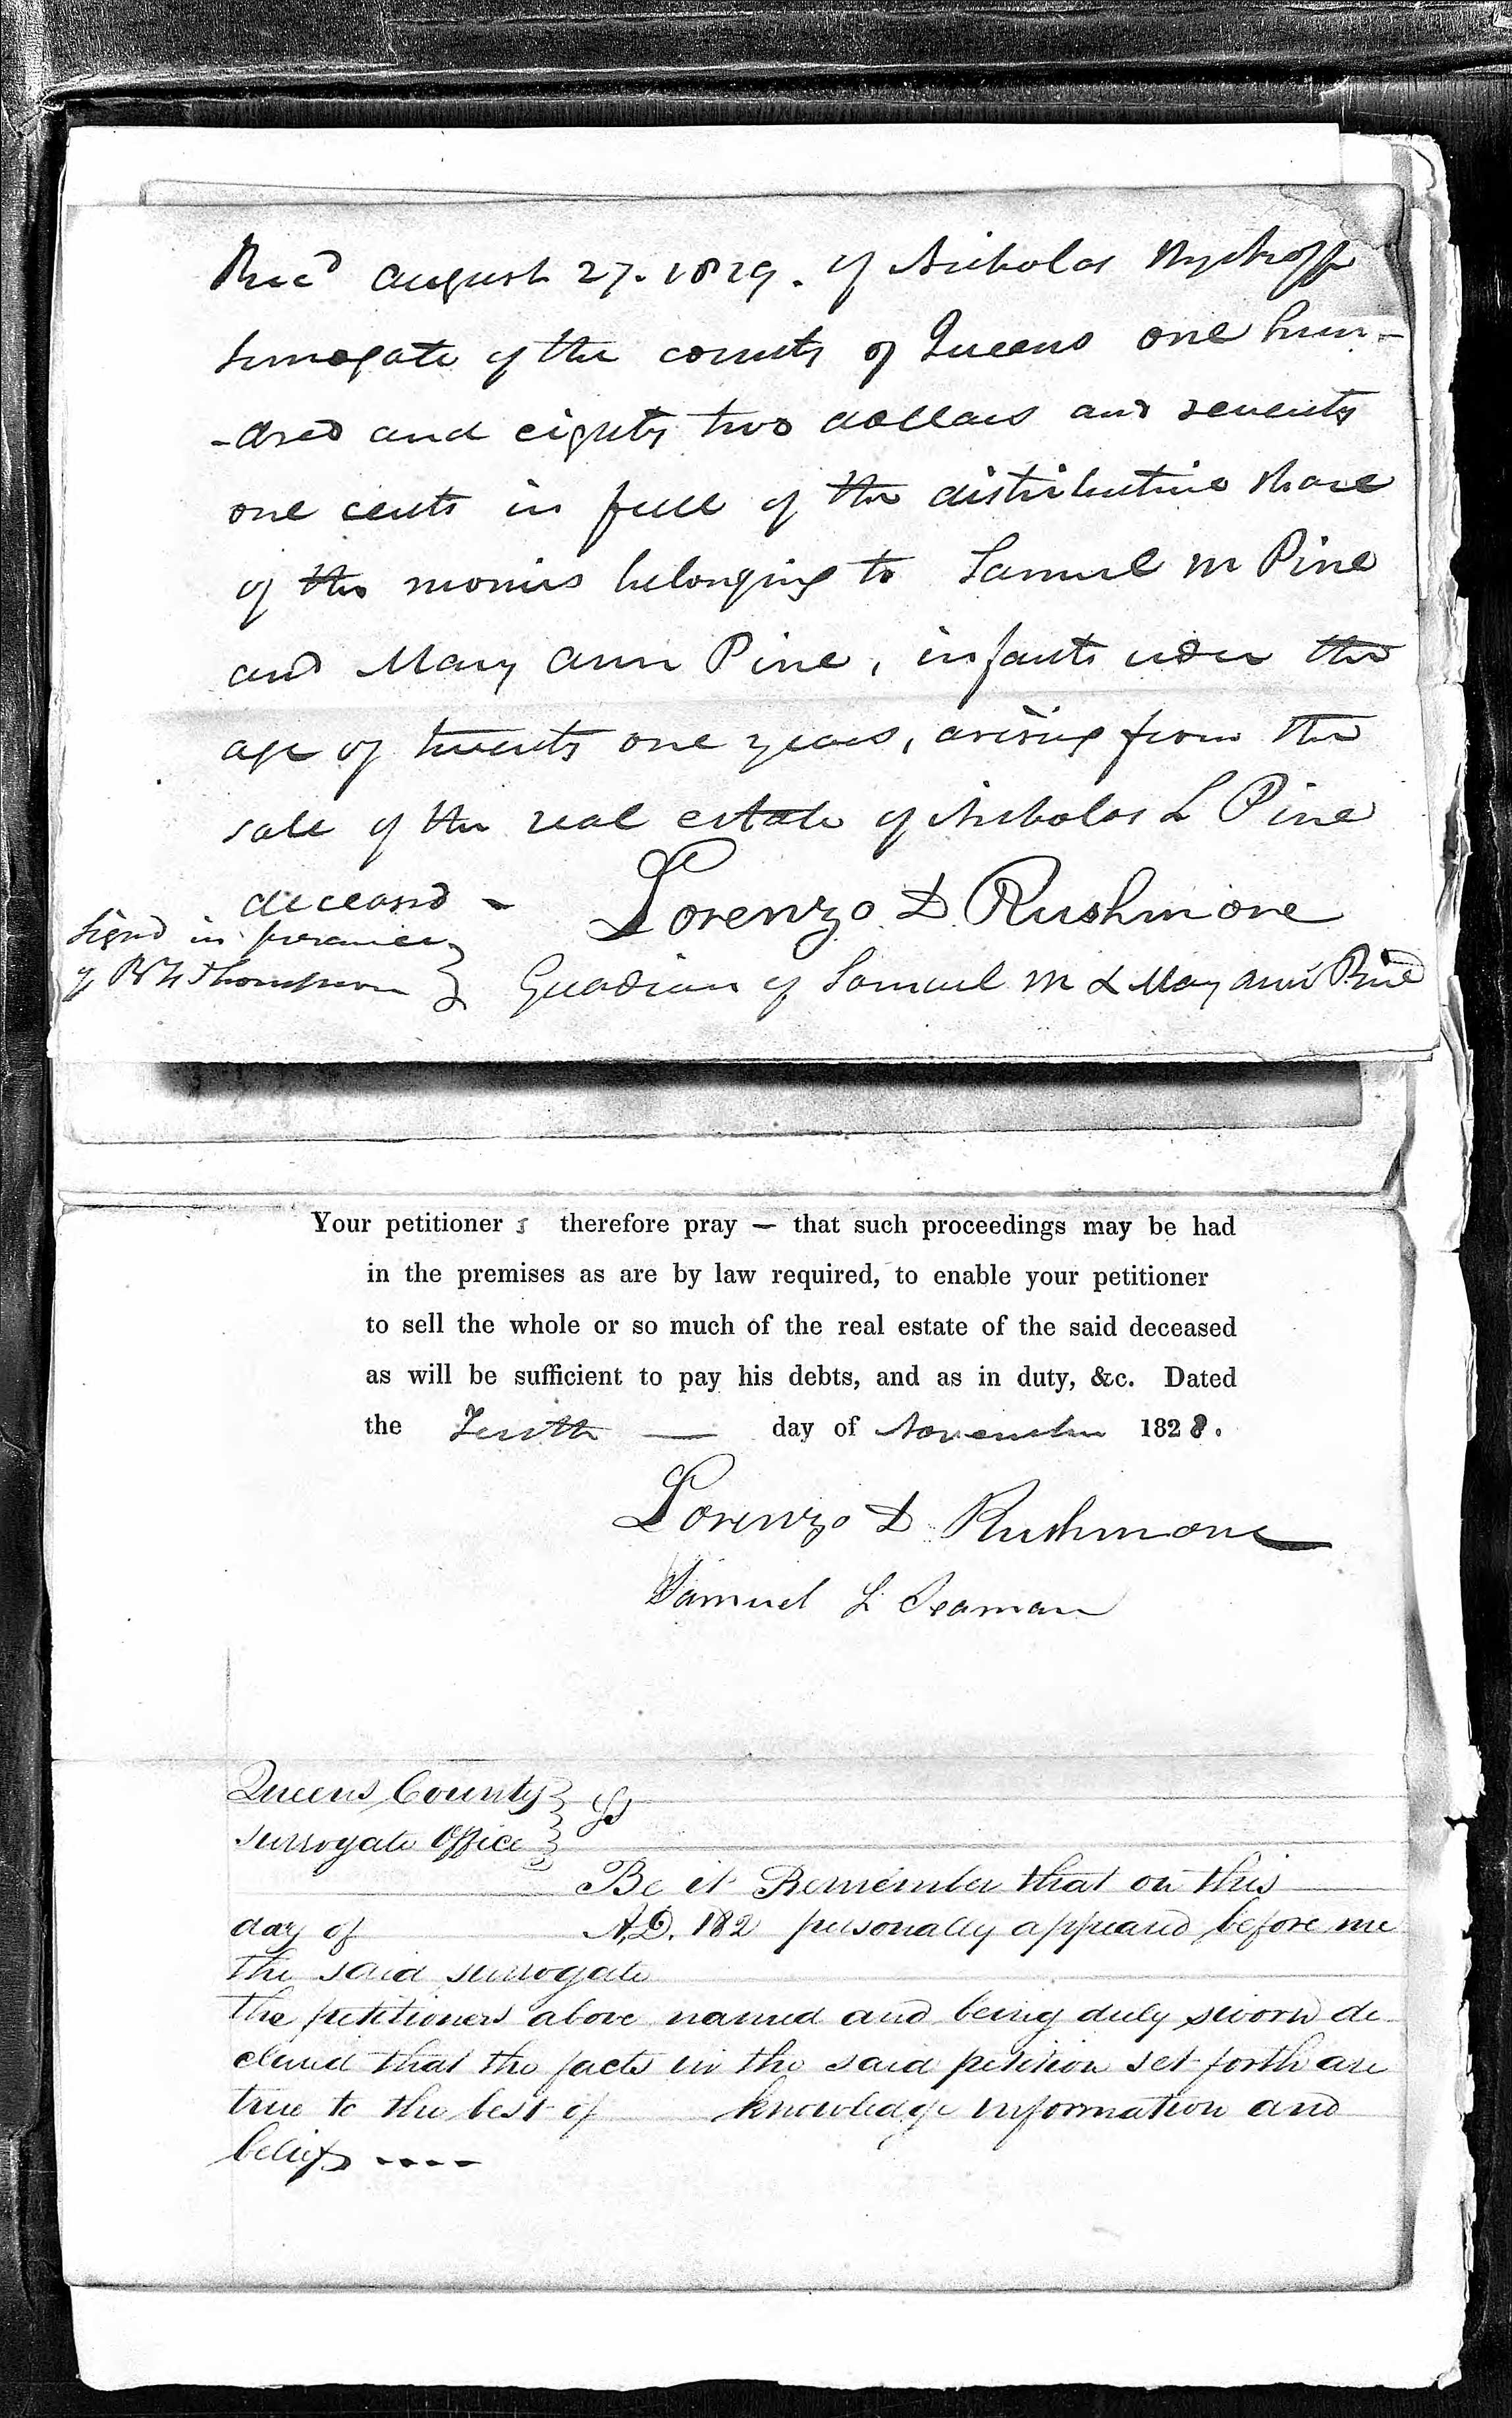 Rec'd August 27. 1829. of Nicholas Wyckoff
Surrogate of the county of Queens one hun-
-dred and eighty two dollars and seventy
one cents in full of the distributive share
of the monies belonging to Samuel M Pine
and Mary Ann Pine, infants under the
age of twenty one years, arising from the
sale of the real estate of Nicholas L Pine
deceased -
Lorenzo D Rushmore
Signd in presence
of B F Thompson
Guardian of Samuel M & Mary Ann Pine
Your petitioner s therefore pray — that such proceedings may be had
in the premises as are by law required, to enable your petitioner
to sell the whole or so much of the real estate of the said deceased
as will be sufficient to pay his debts, and as in duty, &c. Dated
the Tenth — day of November 1828.
Lorenzo D Rushmore
Samuel L Seaman
Queens County } SS
Surrogate Office }
Be it Remember that on this
day of A.D. 182 personally appeared before me
the said surrogate
the petitioners above named and being duly sworn de
clared that the facts in the said petition set forth are
true to the best of knowledge information and
belief ----